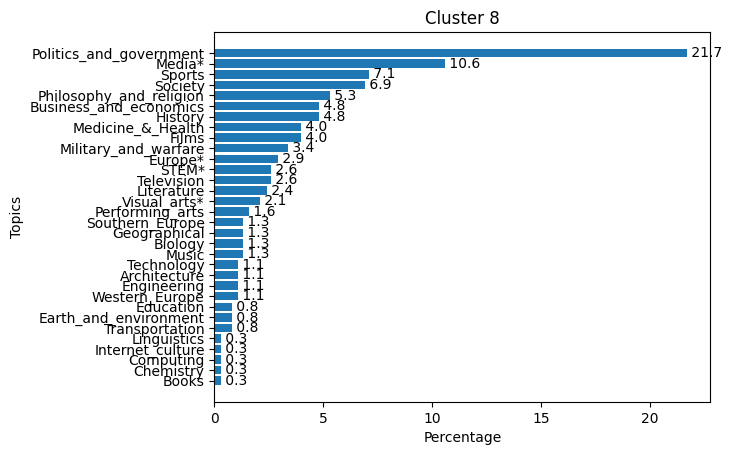 Cluster 8
Politics_and_government 21.7
Media* 10.6
Sports 7.1
Society 6.9
Philosophy_and_religion 5.3
Business_and_economics 4.8
History 4.8
Medicine_&_Health 4.0
Films 4.0
Military_and_warfare 3.4
Europe* 2.9
STEM* 2.6
Television 2.6
Literature 2.4
Visual_arts* 2.1
Performing_arts 1.6
Southern_Europe 1.3
Geographical 1.3
Biology 1.3
Music 1.3
Technology 1.1
Architecture 1.1
Engineering 1.1
Western_Europe 1.1
Education 0.8
Earth_and_environment 0.8
Transportation 0.8
Linguistics 0.3
Internet_culture 0.3
Computing 0.3
Chemistry 0.3
Books 0.3
Topics
0 5 10 15 20
Percentage